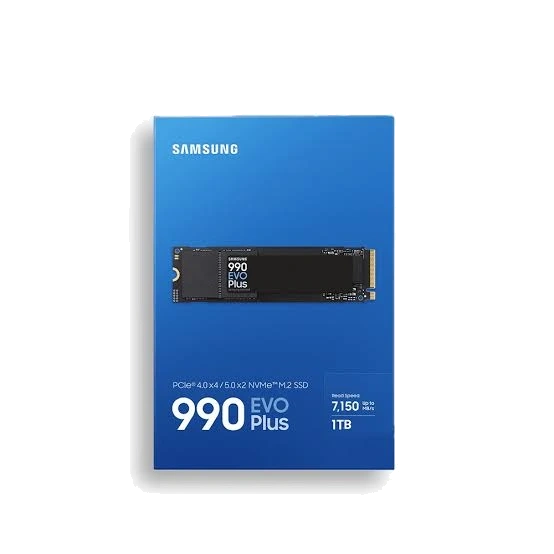 SAMSUNG
SAMSUNG
990
EVO
Plus
PCIe® 4.0 x4 / 5.0 x2 NVMe™ M.2 SSD
990 EVO
Plus
Read Speed
7,150 Up to
MB/s
1TB